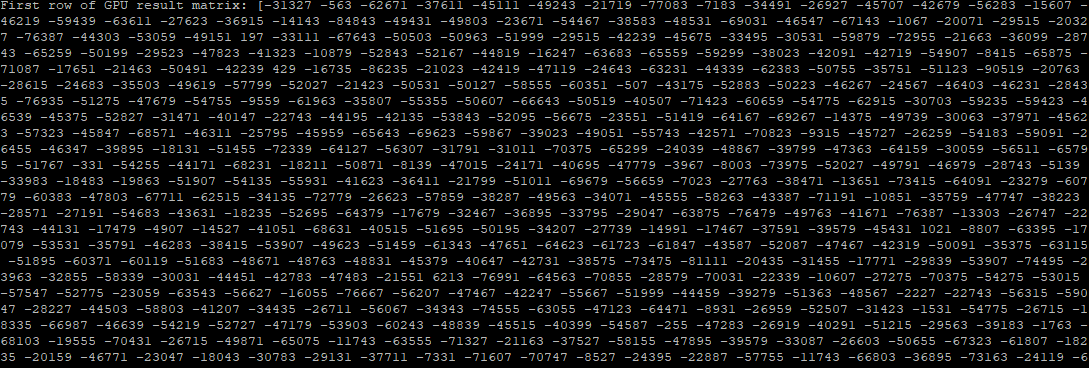 First row of GPU result matrix: [-31327 -563 -62671 -37611 -45111 -49243 -21719 -77083 -7183 -34491 -26927 -45707 -42679 -56283 -15607 -
46219 -59439 -63611 -27623 -36915 -14143 -84843 -49431 -49803 -23671 -54467 -38583 -48531 -69031 -46547 -67143 -1067 -20071 -29515 -2032
7 -76387 -44303 -53059 -49151 197 -33111 -67643 -50503 -50963 -51999 -29515 -42239 -45675 -33495 -30531 -59879 -72955 -21663 -36099 -287
43 -65259 -50199 -29523 -47823 -41323 -10879 -52843 -52167 -44819 -16247 -63683 -65559 -59299 -38023 -42091 -42719 -54907 -8415 -65875 -
71087 -17651 -21463 -50491 -42239 429 -16735 -86235 -21023 -42419 -47119 -24643 -63231 -44339 -62383 -50755 -35751 -51123 -90519 -20763
-28615 -24683 -35503 -49619 -57799 -52027 -21423 -50531 -50127 -58555 -60351 -507 -43175 -52883 -50223 -46267 -24567 -46403 -46231 -2843
5 -76935 -51275 -47679 -54755 -9559 -61963 -35807 -55355 -50607 -66643 -50519 -40507 -71423 -60659 -54775 -62915 -30703 -59235 -59423 -4
6539 -45375 -52827 -31471 -40147 -22743 -44195 -42135 -53843 -52095 -56675 -23551 -51419 -64167 -69267 -14375 -49739 -30063 -37971 -4562
3 -57323 -45847 -68571 -46311 -25795 -45959 -65643 -69623 -59867 -39023 -49051 -55743 -42571 -70823 -9315 -45727 -26259 -54183 -59091 -2
6455 -46347 -39895 -18131 -51455 -72339 -64127 -56307 -31791 -31011 -70375 -65299 -24039 -48867 -39799 -47363 -64159 -30059 -56511 -6579
5 -51767 -331 -54255 -44171 -68231 -18211 -50871 -8139 -47015 -24171 -40695 -47779 -3967 -8003 -73975 -52027 -49791 -46979 -28743 -5139
-33983 -18483 -19863 -51907 -54135 -55931 -41623 -36411 -21799 -51011 -69679 -56659 -7023 -27763 -38471 -13651 -73415 -64091 -23279 -607
79 -60383 -47803 -67711 -62515 -34135 -72779 -26623 -57859 -38287 -49563 -34071 -45555 -58263 -43387 -71191 -10851 -35759 -47747 -38223
-28571 -27191 -54683 -43631 -18235 -52695 -64379 -17679 -32467 -36895 -33795 -29047 -63875 -76479 -49763 -41671 -76387 -13303 -26747 -22
743 -44131 -17479 -4907 -14527 -41051 -68631 -40515 -51695 -50195 -34207 -27739 -14991 -17467 -37591 -39579 -45431 1021 -8807 -63395 -17
079 -53531 -35791 -46283 -38415 -53907 -49623 -51459 -61343 -47651 -64623 -61723 -61847 -43587 -52087 -47467 -42319 -50091 -35375 -63115
-51895 -60371 -60119 -51683 -48671 -48763 -48831 -45379 -40647 -42731 -38575 -73475 -81111 -20435 -31455 -17771 -29839 -53907 -74495 -2
3963 -32855 -58339 -30031 -44451 -42783 -47483 -21551 6213 -76991 -64563 -70855 -28579 -70031 -22339 -10607 -27275 -70375 -54275 -53015
-57547 -52775 -23059 -63543 -56627 -16055 -76667 -56207 -47467 -42247 -55667 -51999 -44459 -39279 -51363 -48567 -2227 -22743 -56315 -590
47 -28227 -44503 -58803 -41207 -34435 -26711 -56067 -34343 -74555 -63055 -47123 -64471 -8931 -26959 -52507 -31423 -1531 -54775 -26715 -1
8335 -66987 -46639 -54219 -52727 -47179 -53903 -60243 -48839 -45515 -40399 -54587 -255 -47283 -26919 -40291 -51215 -29563 -39183 -1763 -
68103 -19555 -70431 -26715 -49871 -65075 -11743 -63555 -71327 -21163 -37527 -58155 -47895 -39579 -33087 -26603 -50655 -67323 -61807 -182
35 -20159 -46771 -23047 -18043 -30783 -29131 -37711 -7331 -71607 -70747 -8527 -24395 -22887 -57755 -11743 -66803 -36895 -73163 -24119 -6